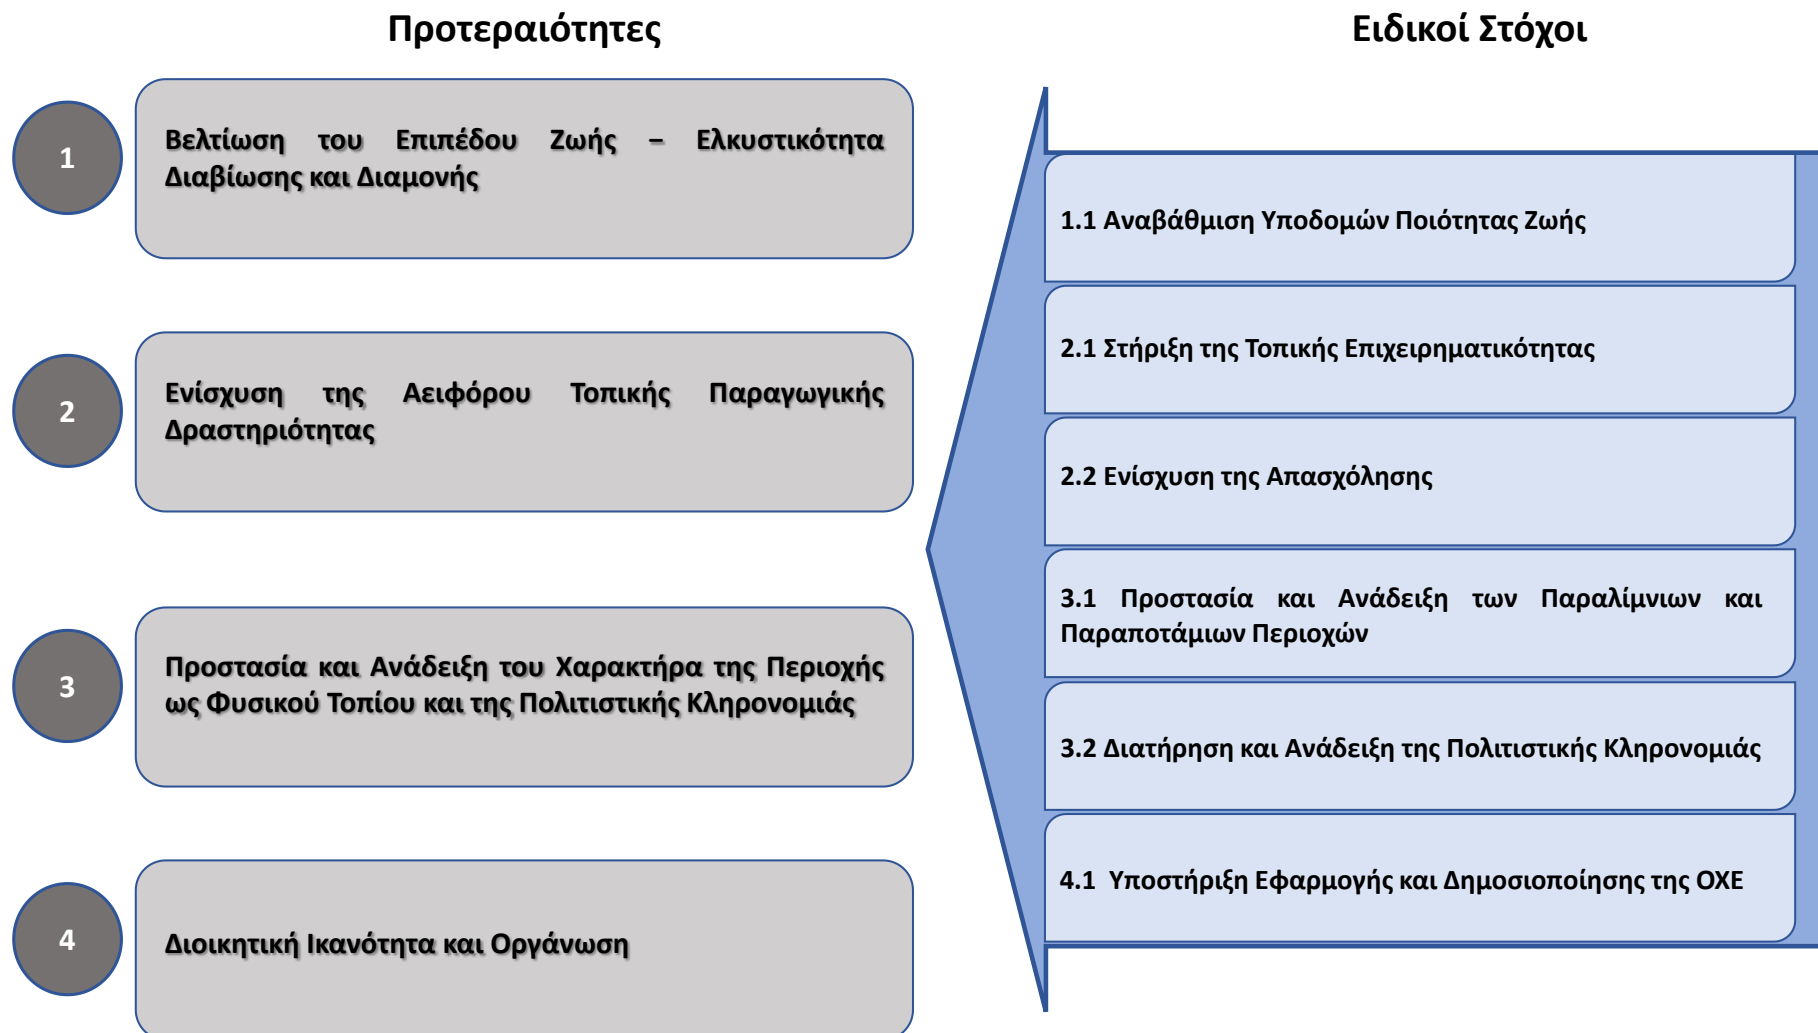 Προτεραιότητες
1
Βελτίωση του Επιπέδου Ζωής – Ελκυστικότητα
Διαβίωσης και Διαμονής
2
Ενίσχυση της Αειφόρου Τοπικής Παραγωγικής
Δραστηριότητας
3
Προστασία και Ανάδειξη του Χαρακτήρα της Περιοχής
ως Φυσικού Τοπίου και της Πολιτιστικής Κληρονομιάς
4
Διοικητική Ικανότητα και Οργάνωση
Ειδικοί Στόχοι
1.1 Αναβάθμιση Υποδομών Ποιότητας Ζωής
2.1 Στήριξη της Τοπικής Επιχειρηματικότητας
2.2 Ενίσχυση της Απασχόλησης
3.1 Προστασία και Ανάδειξη των Παραλίμνιων και
Παραποτάμιων Περιοχών
3.2 Διατήρηση και Ανάδειξη της Πολιτιστικής Κληρονομιάς
4.1 Υποστήριξη Εφαρμογής και Δημοσιοποίησης της ΟΧΕ